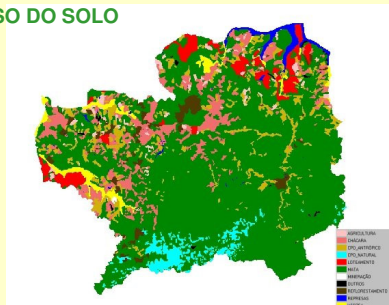 SO DO SOLO
AGRICULTURA
CHÁCARA
CPO_ANTRÓPICO
CPO_NATURAL
LOTEAMENTO
MATA
MINERAÇÃO
OUTROS
REFLORESTAMENTO
REPRESAS